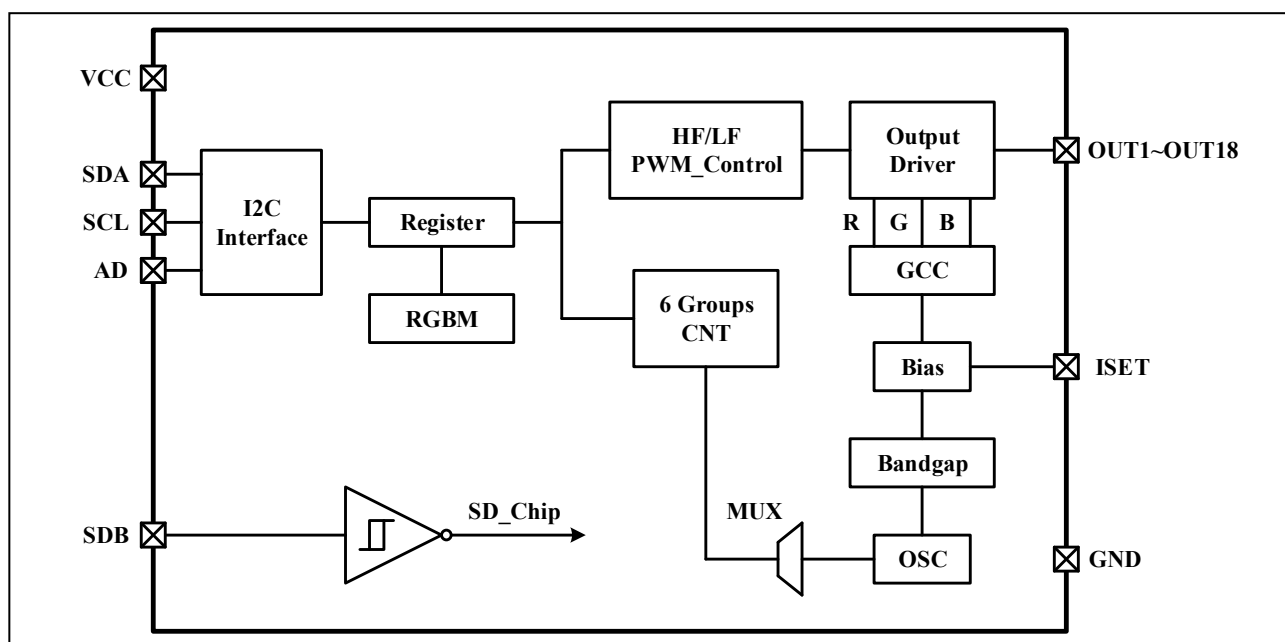 VCC
SDA
SCL
AD
I2C
Interface
Register
RGBM
HF/LF
PWM_Control
6 Groups
CNT
Output
Driver
OUT1~OUT18
R
G
B
GCC
Bias
ISET
Bandgap
MUX
OSC
GND
SDB
SD_Chip